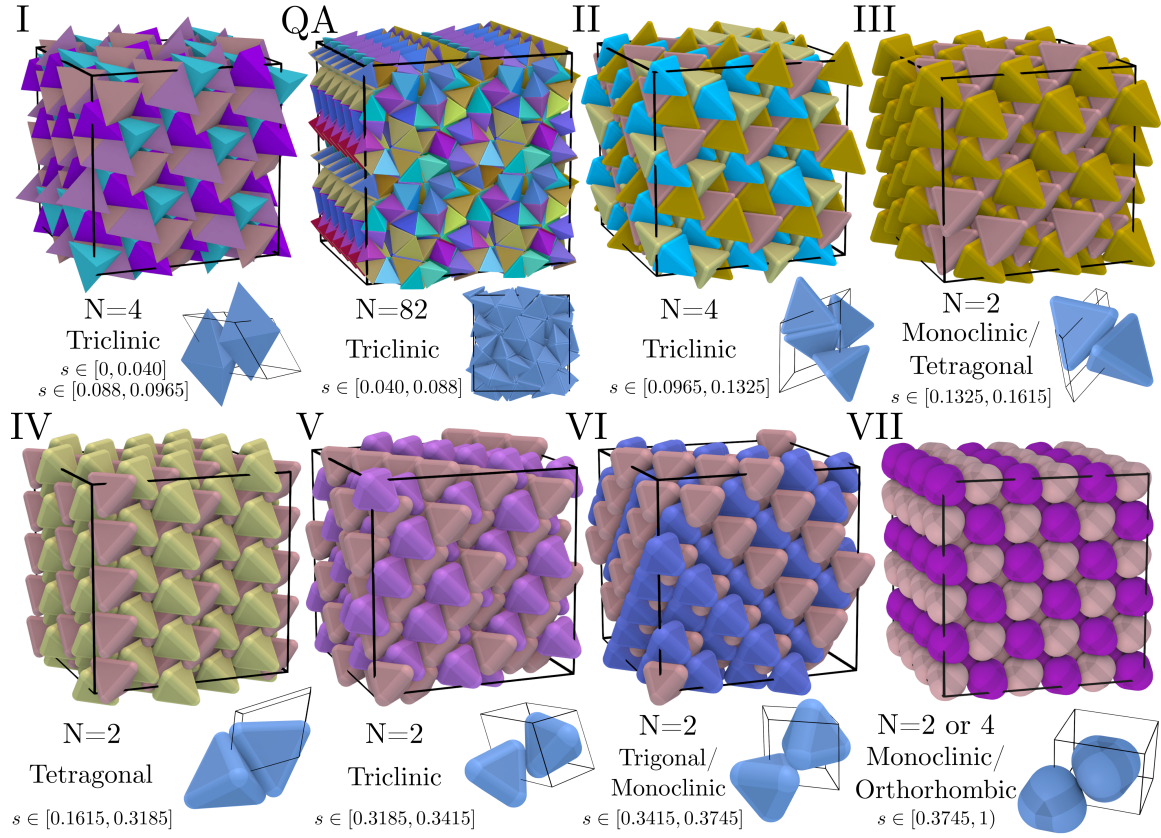 I
QA
II
III
N=4
Triclinic
s ∈ [0, 0.040]
s ∈ [0.088, 0.0965]
N=82
Triclinic
s ∈ [0.040, 0.088]
N=4
Triclinic
s ∈ [0.0965, 0.1325]
N=2
Monoclinic/
Tetragonal
s ∈ [0.1325, 0.1615]
IV
V
VI
VII
N=2
Tetragonal
s ∈ [0.1615, 0.3185]
N=2
Triclinic
s ∈ [0.3185, 0.3415]
N=2
Trigonal/
Monoclinic
s ∈ [0.3415, 0.3745]
N=2 or 4
Monoclinic/
Orthorhombic
s ∈ [0.3745, 1)